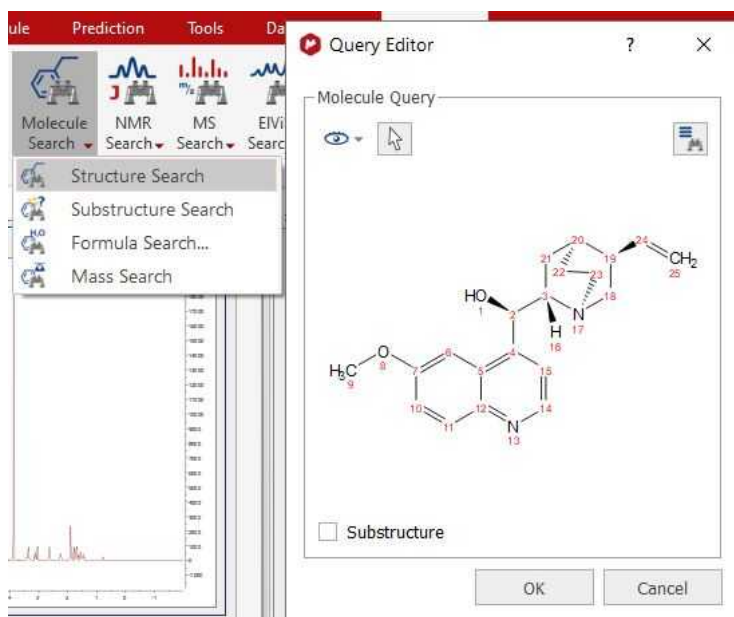 ule Prediction Tools Da
Query Editor ? ×
Molecule NMR MS ElVi
Search Search Search Searc
Structure Search
Substructure Search
Formula Search...
Mass Search
Molecule Query
20
24
21
19
CH2
22
23
25
HO
3
18
1
2
N
H
17
16
O
6
4
8
7
5
15
H3C
9
10
12
14
11
N
13
Substructure
OK Cancel